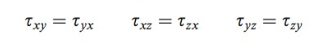 τxy = τyx τxz = τzx τyz = τzy